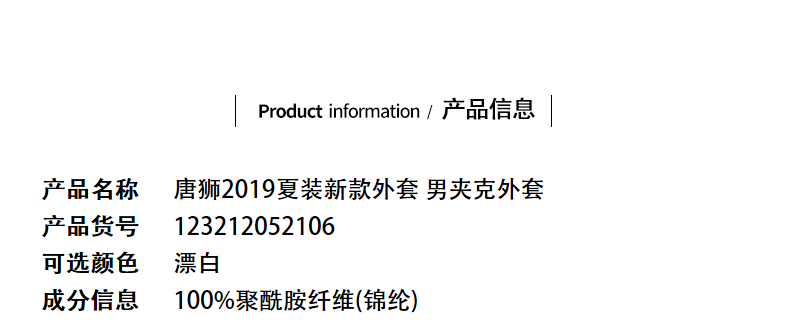 Product information / 产品信息
产品名称 唐狮2019夏装新款外套 男夹克外套
产品货号 123212052106
可选颜色 漂白
成分信息 100%聚酰胺纤维(锦纶)